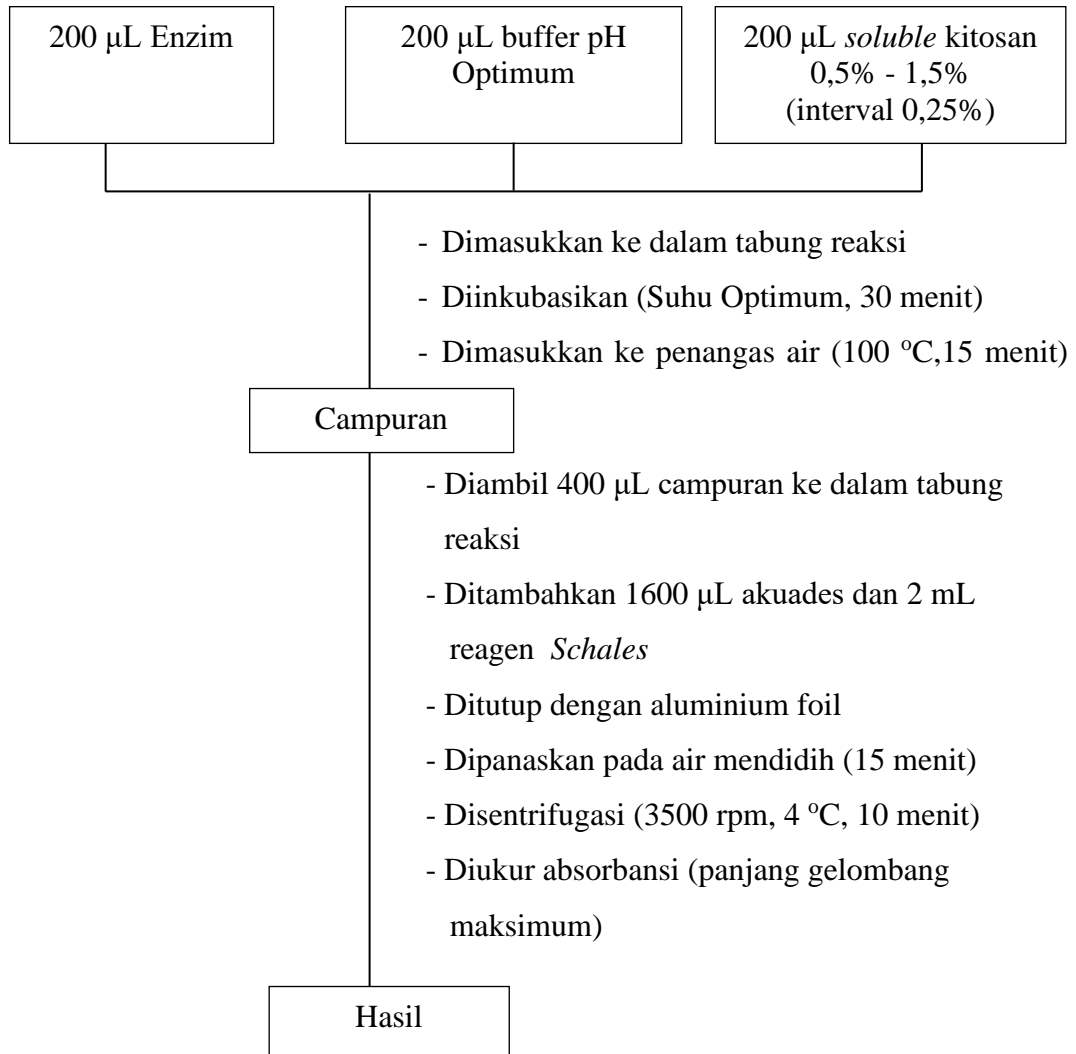 200 μL Enzim
200 μL buffer pH
Optimum
200 μL soluble kitosan
0,5% - 1,5%
(interval 0,25%)
- Dimasukkan ke dalam tabung reaksi
- Diinkubasikan (Suhu Optimum, 30 menit)
- Dimasukkan ke penangas air (100 °C,15 menit)
Campuran
- Diambil 400 μL campuran ke dalam tabung
reaksi
- Ditambahkan 1600 μL akuades dan 2 mL
reagen Schales
- Ditutup dengan aluminium foil
- Dipanaskan pada air mendidih (15 menit)
- Disentrifugasi (3500 rpm, 4 °C, 10 menit)
- Diukur absorbansi (panjang gelombang
maksimum)
Hasil